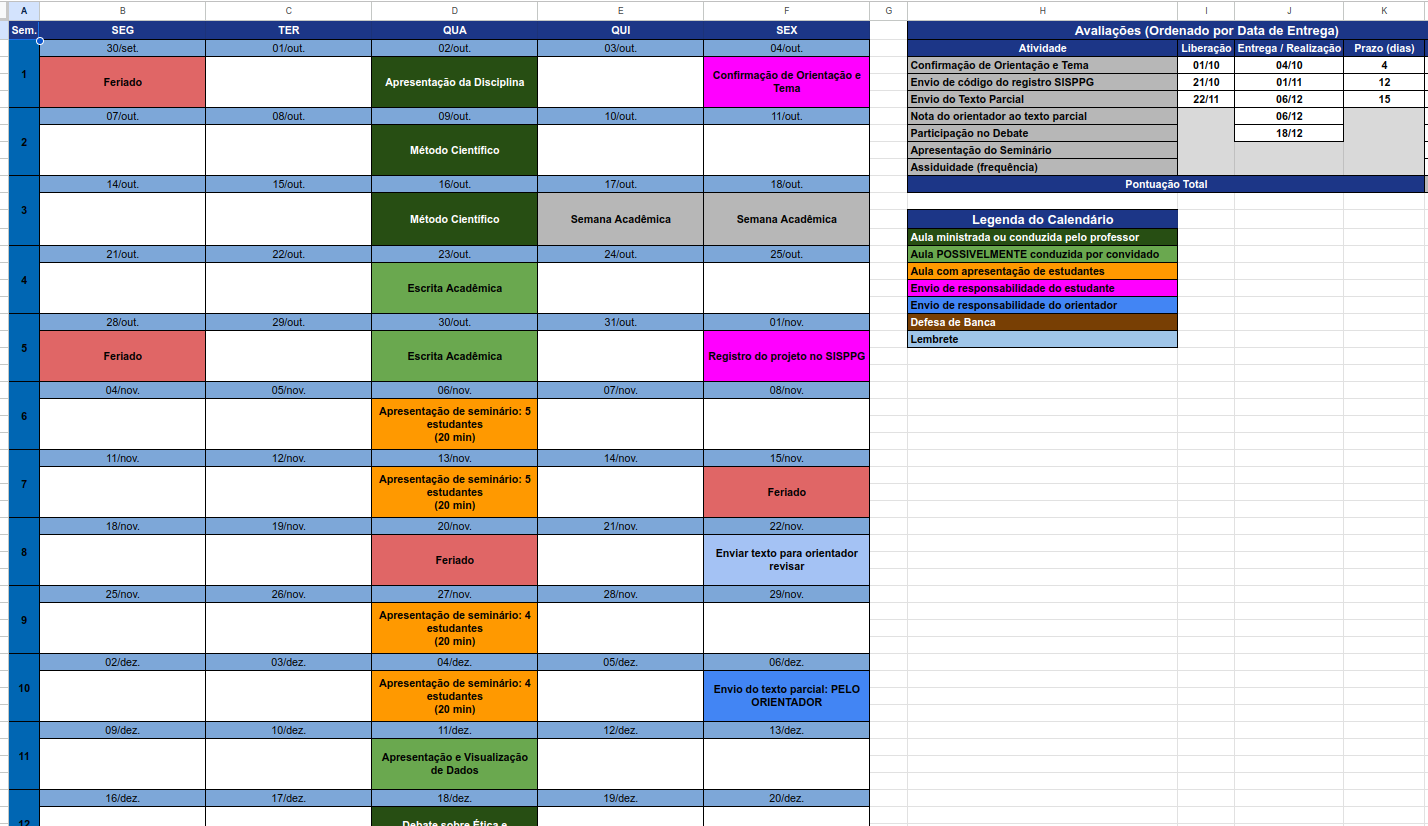 A B C D E F G H I J K
Sem. SEG TER QUA QUI SEX
30/set. 01/out. 02/out. 03/out. 04/out.
1 Feriado Apresentação da Disciplina Confirmação de Orientação e
Tema
07/out. 08/out. 09/out. 10/out. 11/out.
2 Método Científico
14/out. 15/out. 16/out. 17/out. 18/out.
3 Método Científico Semana Acadêmica Semana Acadêmica
21/out. 22/out. 23/out. 24/out. 25/out.
4 Escrita Acadêmica
28/out. 29/out. 30/out. 31/out. 01/nov.
5 Feriado Escrita Acadêmica Registro do projeto no SISPPG
04/nov. 05/nov. 06/nov. 07/nov. 08/nov.
6 Apresentação de seminário: 5
estudantes
(20 min)
11/nov. 12/nov. 13/nov. 14/nov. 15/nov.
7 Apresentação de seminário: 5
estudantes
(20 min)
Feriado
18/nov. 19/nov. 20/nov. 21/nov. 22/nov.
8 Feriado Enviar texto para orientador
revisar
25/nov. 26/nov. 27/nov. 28/nov. 29/nov.
9 Apresentação de seminário: 4
estudantes
(20 min)
02/dez. 03/dez. 04/dez. 05/dez. 06/dez.
10 Apresentação de seminário: 4
estudantes
(20 min)
Envio do texto parcial: PELO
ORIENTADOR
09/dez. 10/dez. 11/dez. 12/dez. 13/dez.
11 Apresentação e Visualização
de Dados
16/dez. 17/dez. 18/dez. 19/dez. 20/dez.
12 Debate sobre Ética e
Avaliações (Ordenado por Data de Entrega)
Atividade Liberação Entrega / Realização Prazo (dias)
Confirmação de Orientação e Tema 01/10 04/10 4
Envio de código do registro SISPPG 21/10 01/11 12
Envio do Texto Parcial 22/11 06/12 15
Nota do orientador ao texto parcial 06/12
Participação no Debate 18/12
Apresentação do Seminário
Assiduidade (frequência)
Pontuação Total
Legenda do Calendário
Aula ministrada ou conduzida pelo professor
Aula POSSIVELMENTE conduzida por convidado
Aula com apresentação de estudantes
Envio de responsabilidade do estudante
Envio de responsabilidade do orientador
Defesa de Banca
Lembrete